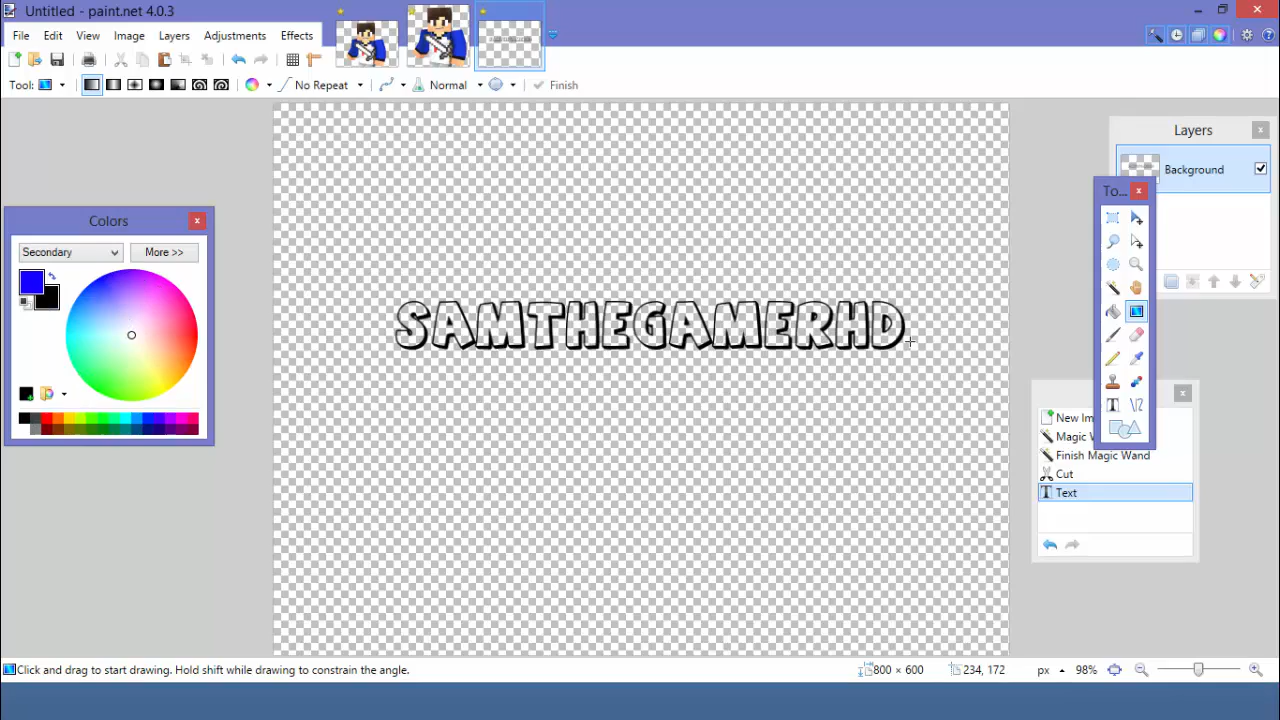 Untitled - paint.net 4.0.3
File Edit View Image Layers Adjustments Effects
Tool: No Repeat Normal Finish
Layers
Background
To...
Colors
Secondary More >>
SAMTHEGAMERHD
New Im
Magic W
Finish Magic Wand
Cut
Text
Click and drag to start drawing. Hold shift while drawing to constrain the angle. 800 × 600 234, 172 px 98%